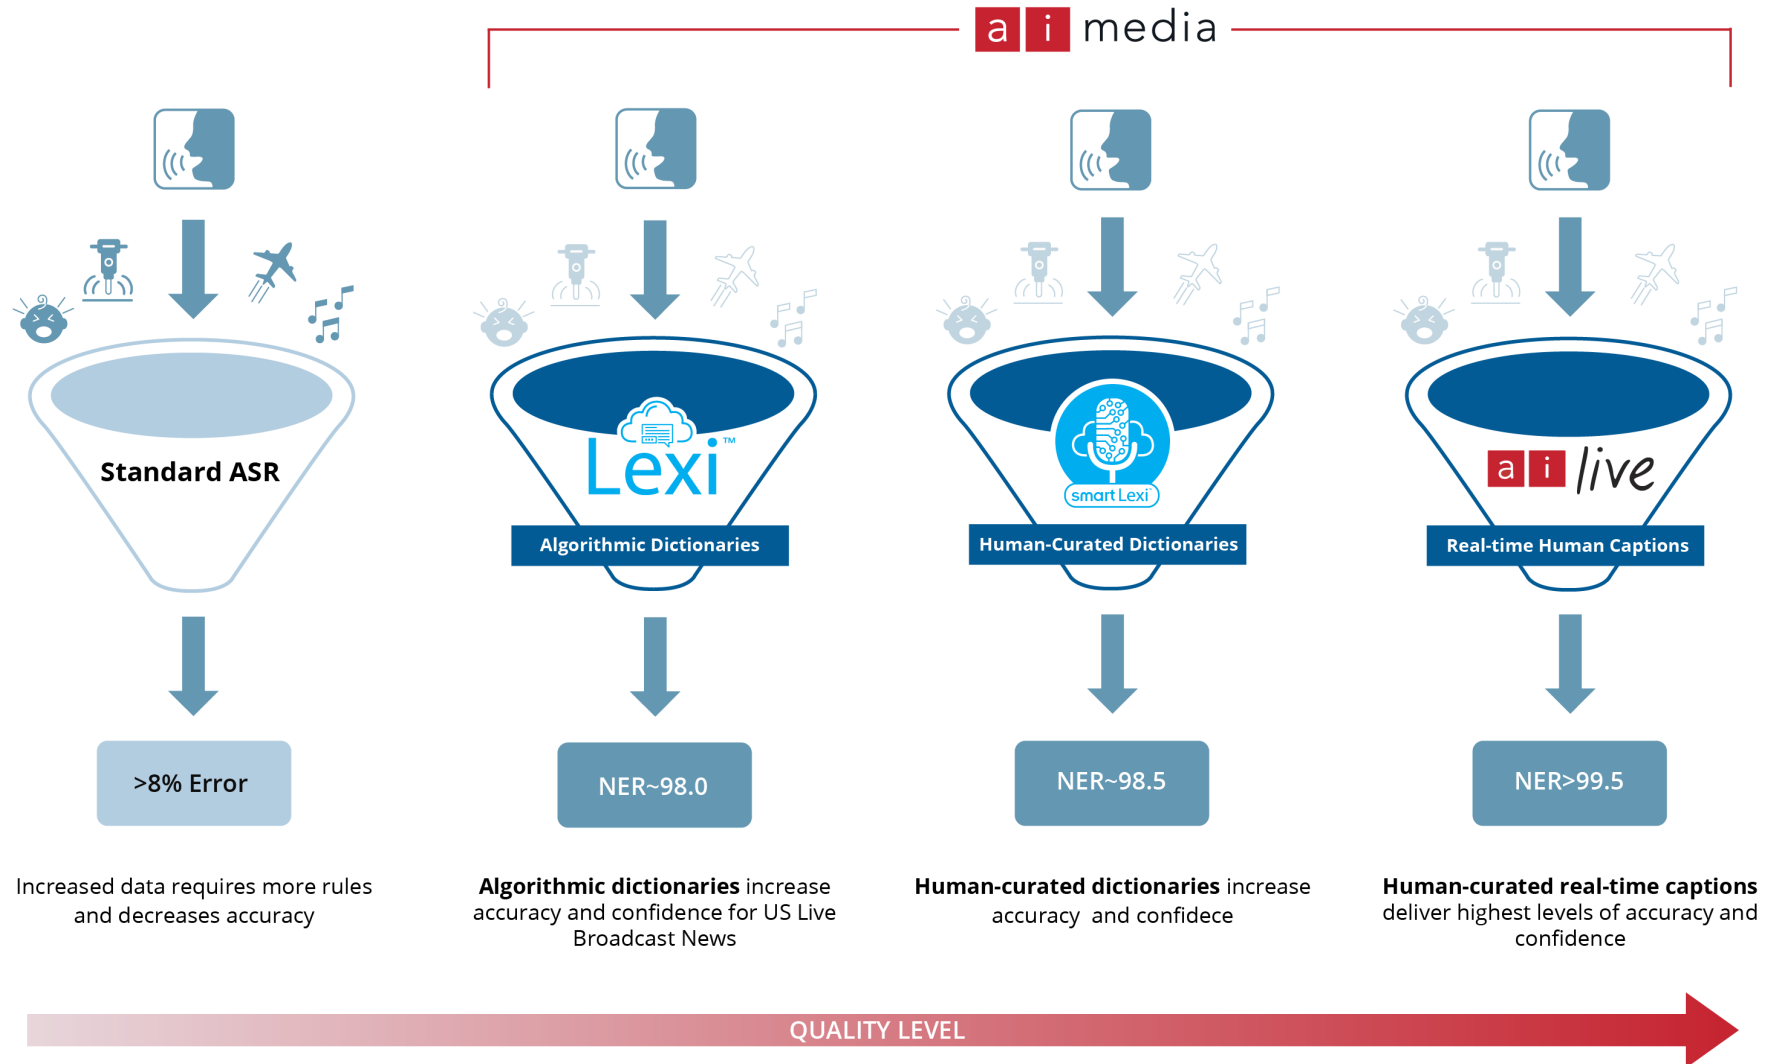 ai media
Standard ASR
Lexi™
smart Lexi
ai live
Algorithmic Dictionaries
Human-Curated Dictionaries
Real-time Human Captions
>8% Error
NER~98.0
NER~98.5
NER>99.5
Increased data requires more rules
and decreases accuracy
Algorithmic dictionaries increase
accuracy and confidence for US Live
Broadcast News
Human-curated dictionaries increase
accuracy and confidece
Human-curated real-time captions
deliver highest levels of accuracy and
confidence
QUALITY LEVEL